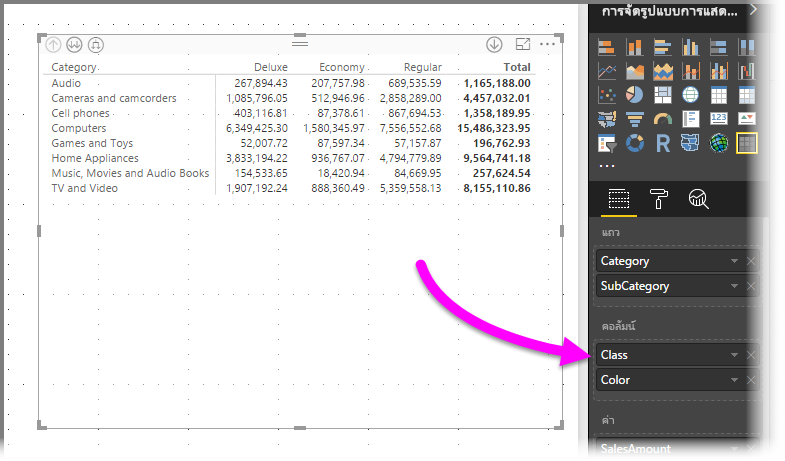 การจัดรูปแบบการแสด...
Category Deluxe Economy Regular Total
Audio 267,894.43 207,757.98 689,535.59 1,165,188.00
Cameras and camcorders 1,085,796.05 512,946.96 2,858,289.00 4,457,032.01
Cell phones 403,116.81 87,378.61 867,694.53 1,358,189.95
Computers 6,349,425.30 1,580,345.97 7,556,552.68 15,486,323.95
Games and Toys 52,007.72 87,597.34 57,157.87 196,762.93
Home Appliances 3,833,194.22 936,767.07 4,794,779.89 9,564,741.18
Music, Movies and Audio Books 154,533.65 18,420.94 84,669.95 257,624.54
TV and Video 1,907,192.24 888,360.49 5,359,558.13 8,155,110.86
123
R
แถว
Category
SubCategory
คอลัมน์
Class
Color
ค่า
SalesAmount